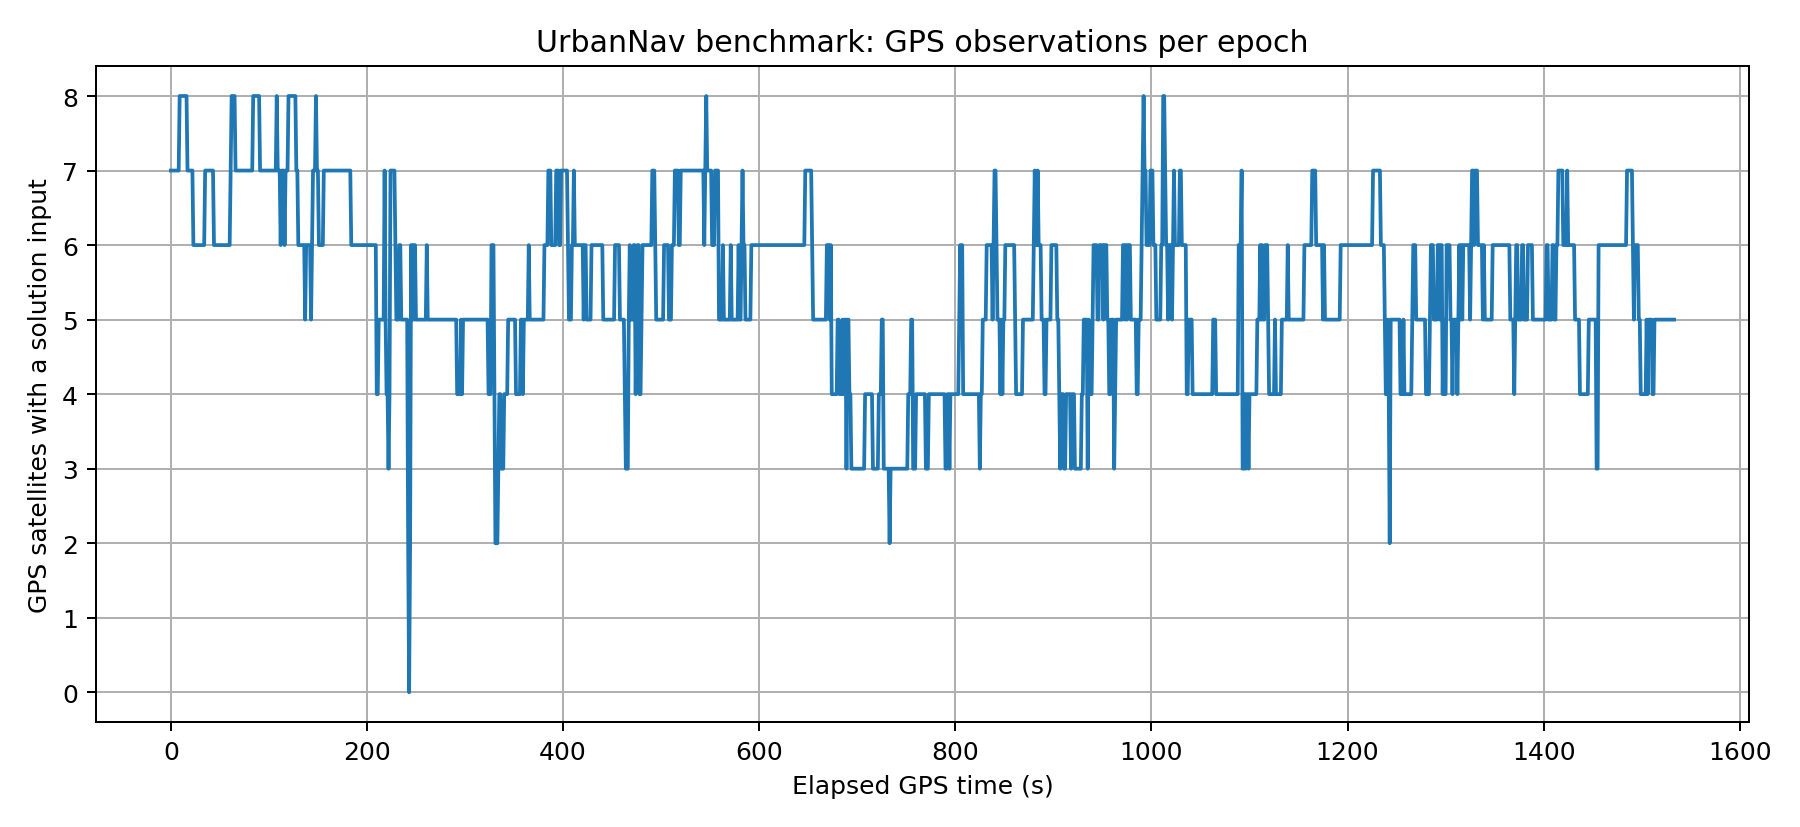 UrbanNav benchmark: GPS observations per epoch
GPS satellites with a solution input
8
7
6
5
4
3
2
1
0
0 200 400 600 800 1000 1200 1400 1600
Elapsed GPS time (s)